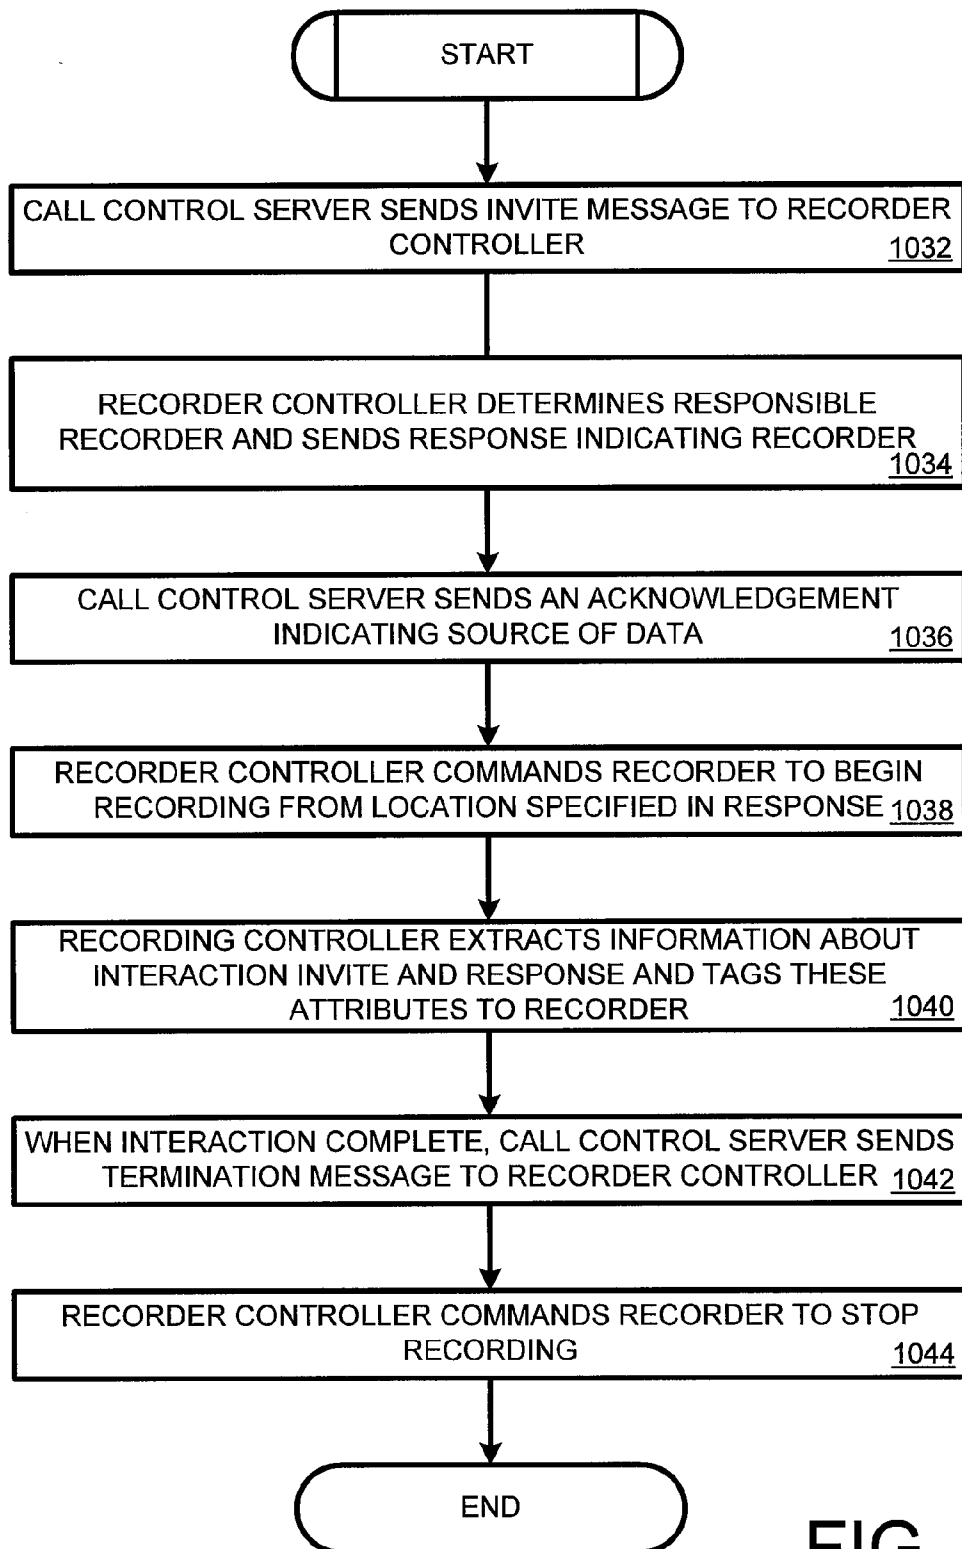 START
CALL CONTROL SERVER SENDS INVITE MESSAGE TO RECORDER
CONTROLLER
1032
RECORDER CONTROLLER DETERMINES RESPONSIBLE
RECORDER AND SENDS RESPONSE INDICATING RECORDER
1034
CALL CONTROL SERVER SENDS AN ACKNOWLEDGEMENT
INDICATING SOURCE OF DATA
1036
RECORDER CONTROLLER COMMANDS RECORDER TO BEGIN
RECORDING FROM LOCATION SPECIFIED IN RESPONSE 1038
RECORDING CONTROLLER EXTRACTS INFORMATION ABOUT
INTERACTION INVITE AND RESPONSE AND TAGS THESE
ATTRIBUTES TO RECORDER
1040
WHEN INTERACTION COMPLETE, CALL CONTROL SERVER SENDS
TERMINATION MESSAGE TO RECORDER CONTROLLER 1042
RECORDER CONTROLLER COMMANDS RECORDER TO STOP
RECORDING
1044
END
FIG